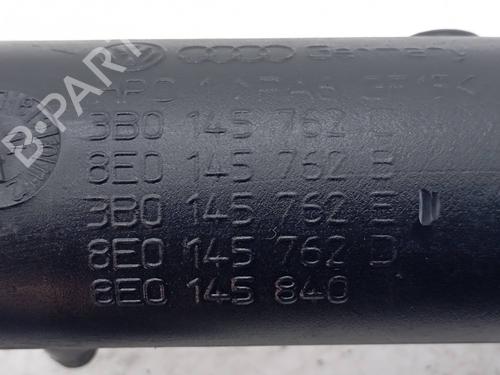 Germany
3B0 145 762
8E0 145 762 B
3B0 145 762 E
8E0 145 762 D
8E0 145 840
B-PARTS